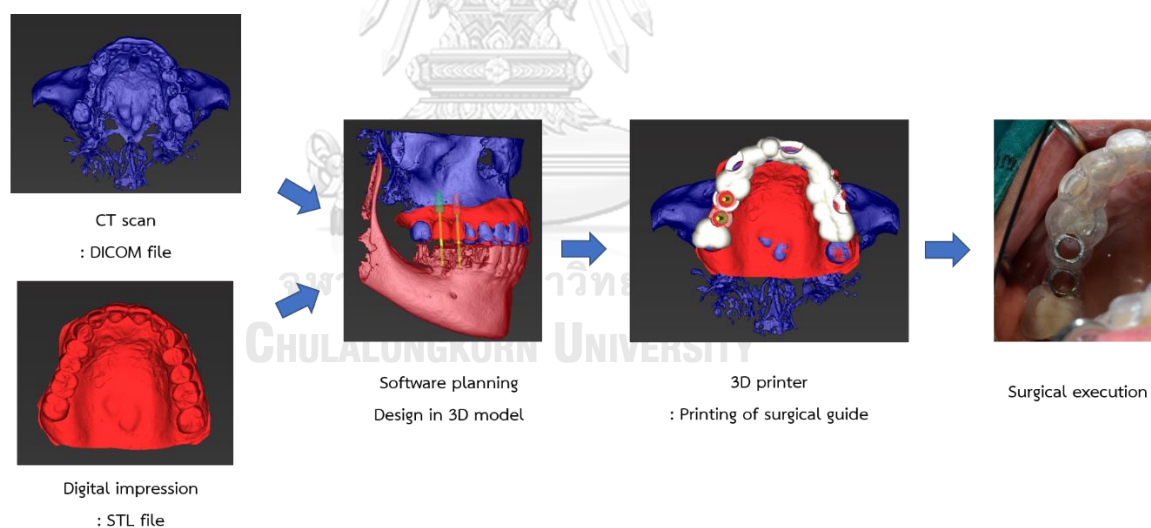 CT scan
: DICOM file
Digital impression
: STL file
Software planning
Design in 3D model
3D printer
: Printing of surgical guide
Surgical execution
CHULALONGKORN UNIVERSITY